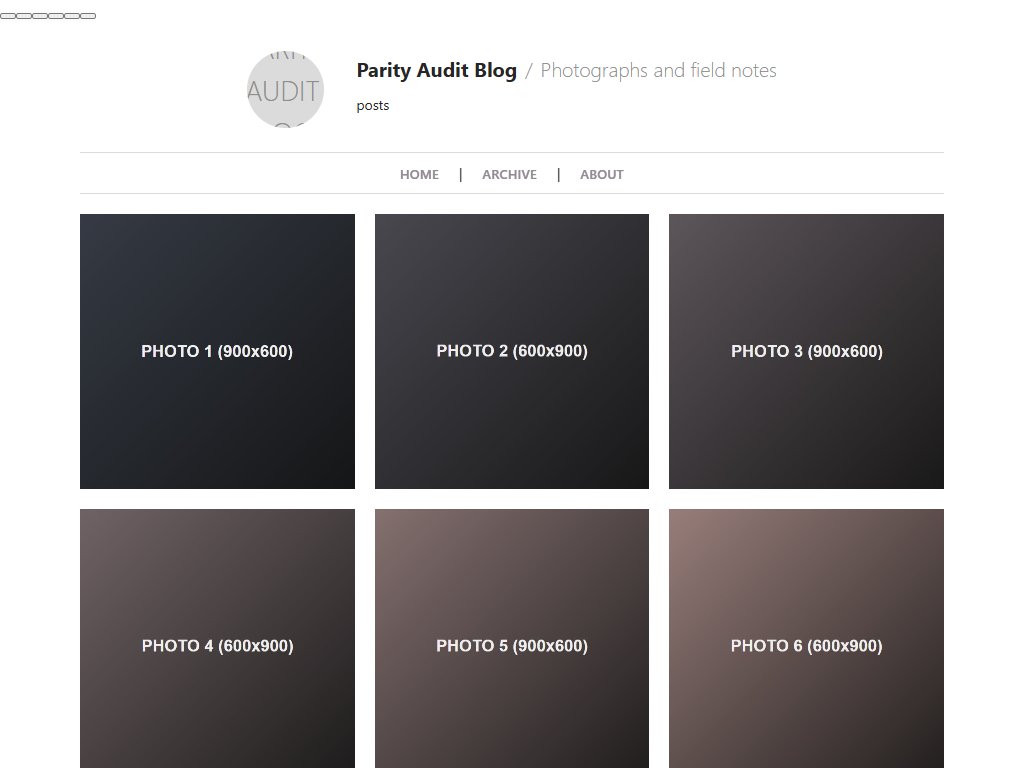 AUDIT
Parity Audit Blog / Photographs and field notes
posts
HOME | ARCHIVE | ABOUT
PHOTO 1 (900x600)
PHOTO 2 (600x900)
PHOTO 3 (900x600)
PHOTO 4 (600x900)
PHOTO 5 (900x600)
PHOTO 6 (600x900)